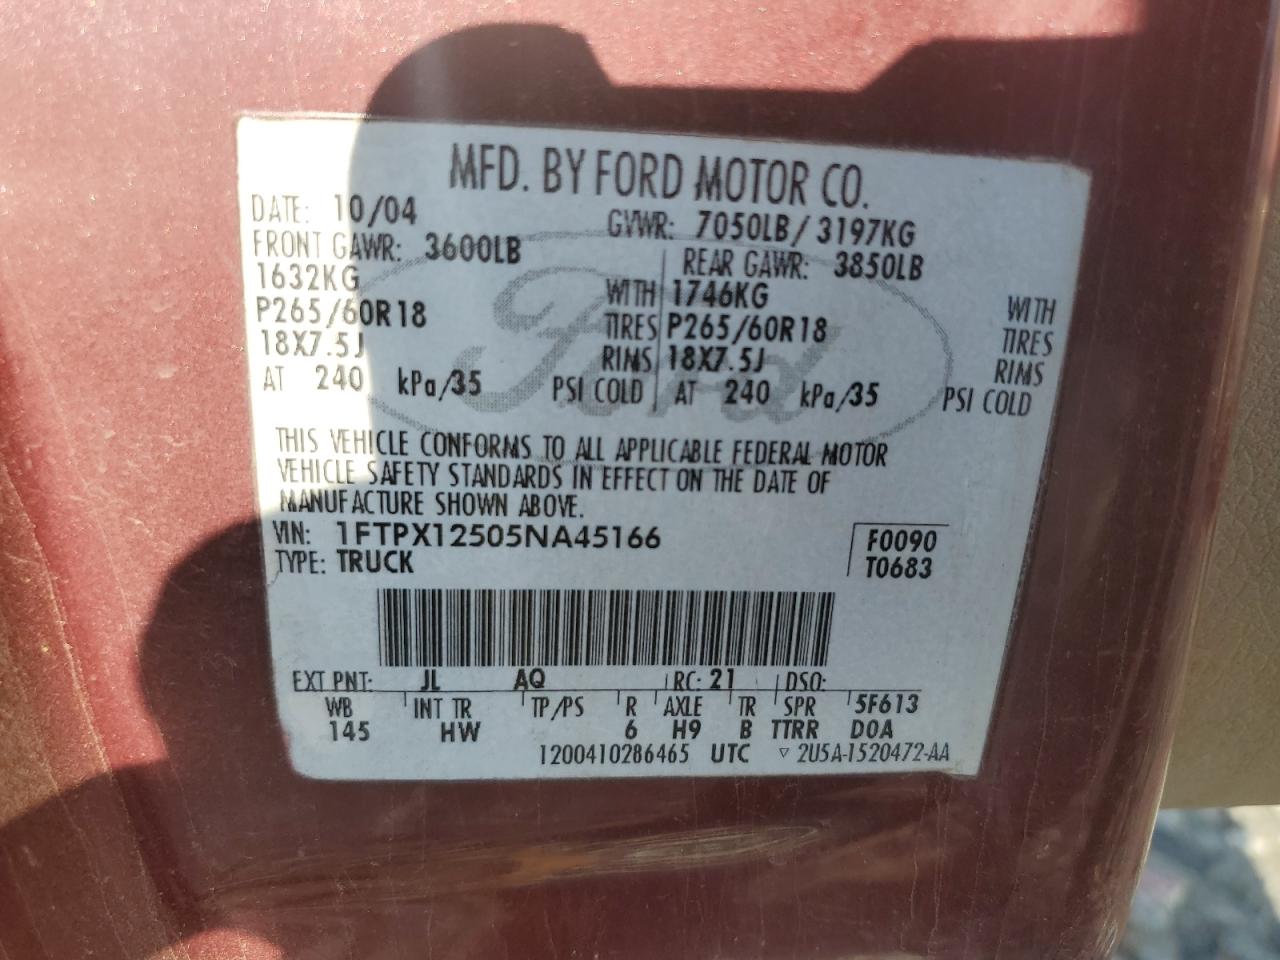 MFD. BY FORD MOTOR CO.
DATE: 10/04 GVWR: 7050LB / 3197KG
FRONT GAWR: 3600LB REAR GAWR: 3850LB
1632KG WITH 1746KG WITH
P265/60R18 TIRES P265/60R18 TIRES
18X7.5J RIMS 18X7.5J RIMS
AT 240 kPa/35 PSI COLD AT 240 kPa/35 PSI COLD
Ford
THIS VEHICLE CONFORMS TO ALL APPLICABLE FEDERAL MOTOR
VEHICLE SAFETY STANDARDS IN EFFECT ON THE DATE OF
MANUFACTURE SHOWN ABOVE.
VIN: 1FTPX12505NA45166 F0090
TYPE: TRUCK T0683
EXT PNT: JL AQ RC: 21 DSO:
WB INT TR TP/PS R AXLE TR SPR 5F613
145 HW 6 H9 B TTRR DOA
1200410286465 UTC ▿ 2U5A-1520472-AA